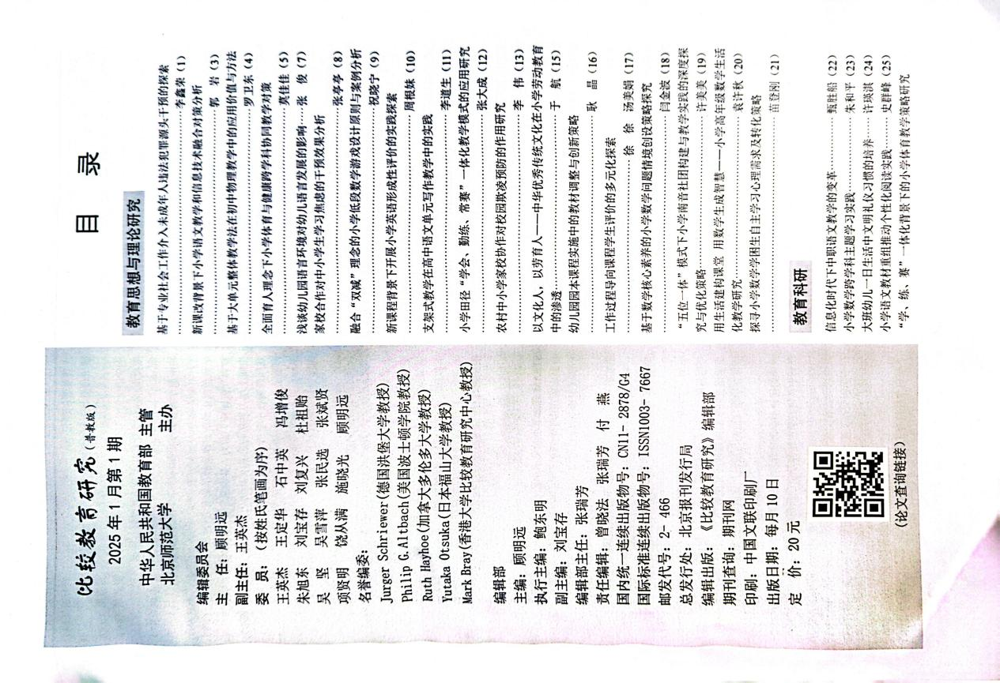 比较教育研究（普教版）
2025年1月第1期
中华人民共和国教育部 主管
北京师范大学 主办
编辑委员会
主 任：顾明远
副主任：王英杰
委 员：（按姓氏笔画为序）
王英杰 王定华 石中英 冯增俊
朱旭东 刘宝存 刘复兴 杜祖贻
吴 坚 吴雪萍 张民选 张斌贤
项贤明 饶从满 施晓光 顾明远
名誉编委：
Jurger Schriewer(德国洪堡大学教授)
Philip G. Altbach(美国波士顿学院教授)
Ruth Hayhoe(加拿大多伦多大学教授)
Yutaka Otsuka(日本福山大学教授)
Mark Bray(香港大学比较教育研究中心教授)
编辑部
主编：顾明远
执行主编：鲍东明
副主编：刘宝存
编辑部主任：张瑞芳
责任编辑：曾晓法 张瑞芳 付 燕
国内统一连续出版物号：CN11-2878/G4
国际标准连续出版物号：ISSN1003-7667
邮发代号：2-466
总发行处：北京报刊发行局
编辑出版：《比较教育研究》编辑部
期刊查询：期刊网
印刷：中国文联印刷厂
出版日期：每月10日
定 价：20元
（论文查询链接）
目 录
教育思想与理论研究
基于专业社会工作介入未成年人违法犯罪源头干预的探索
……李鑫荣（1）
新课改背景下小学语文教学和信息技术融合对策分析
……郭 岩（3）
基于大单元整体教学法在初中物理教学中的应用价值与方法
……罗卫东（4）
全面育人理念下小学体育与健康跨学科协同教学对策
……莫佳佳（5）
浅谈幼儿园语言环境对幼儿语言发展的影响…张 俊（7）
家校合作对中小学生学习焦虑的干预效果分析
……张亭亭（8）
融合“双减”理念的小学低段数学游戏设计原则与案例分析
……祝晓宁（9）
新课程背景下开展小学英语形成性评价的实践探索
……周根妹（10）
支架式教学在高中语文单元写作教学中的实践
……李道生（11）
小学田径“学会、勤练、常赛”一体化教学模式的应用研究
……张大成（12）
农村中小学家校协作对校园欺凌预防的作用研究
……李 伟（13）
以文化人，以劳育人——中华优秀传统文化在小学劳动教育
中的渗透……于 航（15）
幼儿园园本课程实施中的教材调整与创新策略
……耿 晶（16）
工作过程导向课程学生评价的多元化探索
……徐 徐 汤美娟（17）
基于数学核心素养的小学数学问题情境创设策略探究
……闫金波（18）
“五位一体”模式下小学南音社团构建与教学实践的深度探
究与优化策略……许美美（19）
用生活建构课堂 用数学生成智慧——小学高年级数学生活
化教学研究……袁许秋（20）
探寻小学数学学困生自主学习心理需求及转化策略
……苗登刚（21）
教育科研
信息化时代下中职语文教学的变革……甄胜船（22）
小学数学跨学科主题学习实践……朱和平（23）
大班幼儿一日生活中文明礼仪习惯的培养…许瑛淇（24）
小学语文教材重组推动个性化阅读实践……史群峰（25）
“学、练、赛”一体化背景下的小学体育教学策略研究